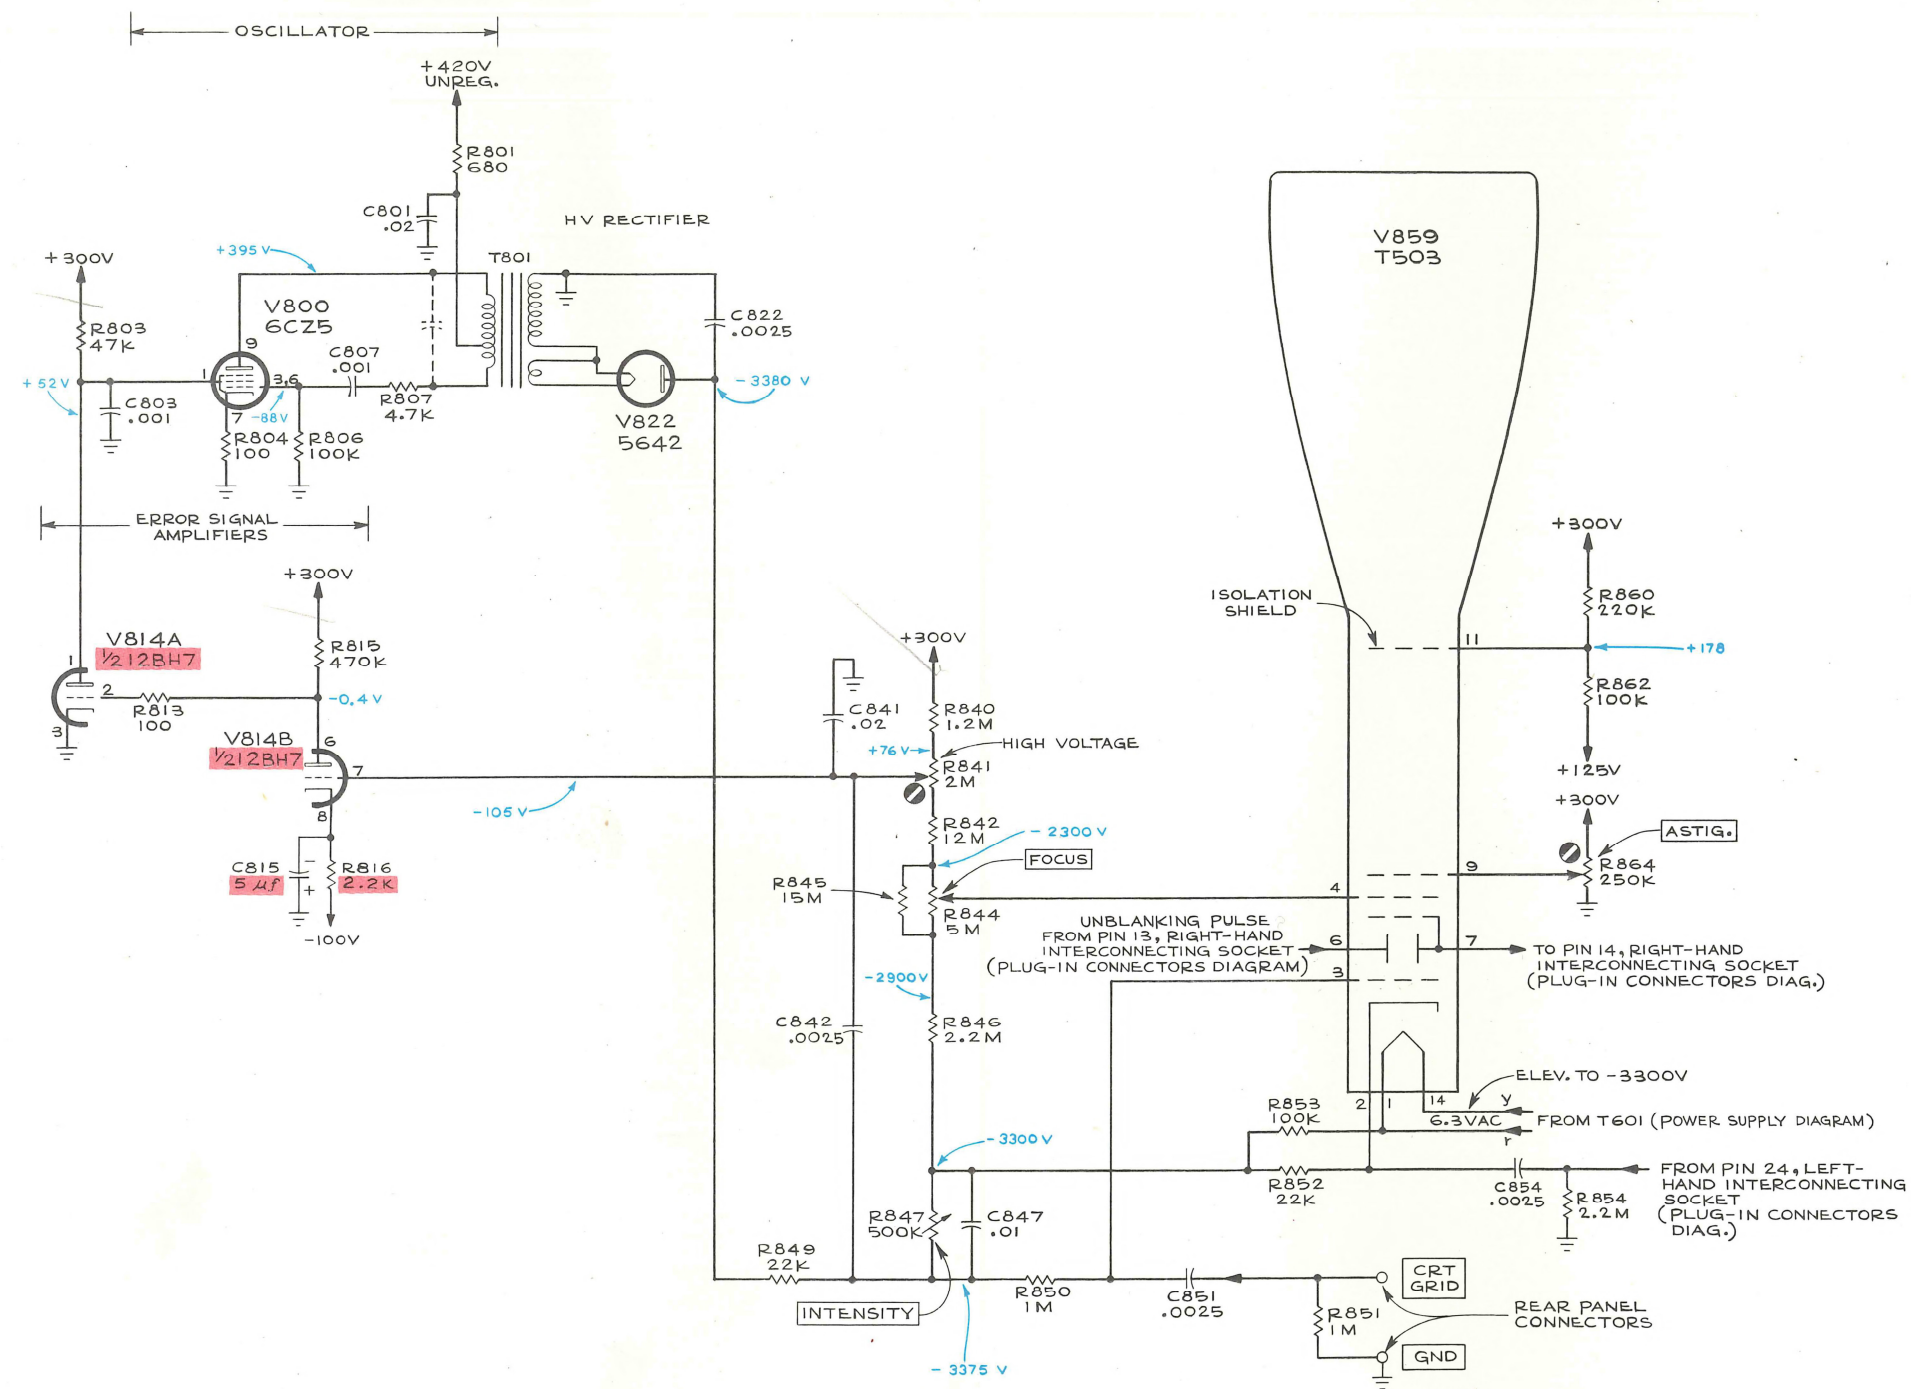 OSCILLATOR
+420V
UNREG.
R801
680
C801
.02
HV RECTIFIER
+300V
+395 V
T801
V800
6CZ5
R803
47K
C822
.0025
9
C807
.001
1
3,6
+52V
-3380 V
C803
.001
7
-88V
R807
4.7K
V822
5642
R804
100
R806
100K
ERROR SIGNAL
AMPLIFIERS
+300V
V814A
½12BH7
1
2
3
R813
100
R815
470K
-0.4 V
V814B
½12BH7
6
7
8
-105 V
C815
5 µf
-
+
R816
2.2K
-100V
+300V
C841
.02
R840
1.2M
+76 V
HIGH VOLTAGE
R841
2M
R842
12M
-2300 V
FOCUS
R845
15M
R844
5M
-2900V
C842
.0025
R846
2.2M
-3300 V
R847
500K
C847
.01
R849
22K
INTENSITY
R850
1M
-3375 V
C851
.0025
R851
1M
CRT
GRID
GND
REAR PANEL
CONNECTORS
V859
T503
ISOLATION
SHIELD
11
+300V
R860
220K
+178
R862
100K
+125V
+300V
ASTIG.
R864
250K
9
4
UNBLANKING PULSE
FROM PIN 13, RIGHT-HAND
INTERCONNECTING SOCKET
(PLUG-IN CONNECTORS DIAGRAM)
6
7
3
TO PIN 14, RIGHT-HAND
INTERCONNECTING SOCKET
(PLUG-IN CONNECTORS DIAG.)
ELEV. TO -3300V
2
1
14
y
6.3VAC
r
FROM T601 (POWER SUPPLY DIAGRAM)
R853
100K
R852
22K
C854
.0025
R854
2.2M
FROM PIN 24, LEFT-
HAND INTERCONNECTING
SOCKET
(PLUG-IN CONNECTORS
DIAG.)